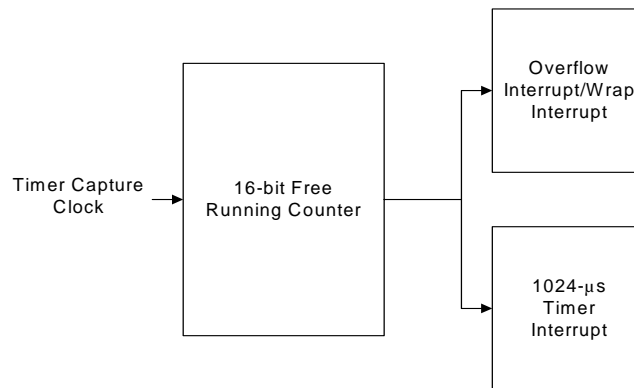 Timer Capture
Clock
16-bit Free
Running Counter
Overflow
Interrupt/Wrap
Interrupt
1024-μs
Timer
Interrupt